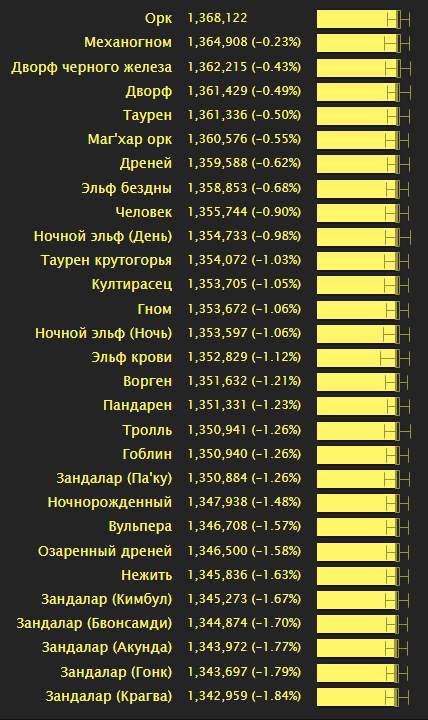 Орк 1,368,122
Механогном 1,364,908 (-0.23%)
Дворф черного железа 1,362,215 (-0.43%)
Дворф 1,361,429 (-0.49%)
Таурен 1,361,336 (-0.50%)
Маг'хар орк 1,360,576 (-0.55%)
Дреней 1,359,588 (-0.62%)
Эльф бездны 1,358,853 (-0.68%)
Человек 1,355,744 (-0.90%)
Ночной эльф (День) 1,354,733 (-0.98%)
Таурен крутогорья 1,354,072 (-1.03%)
Култирасец 1,353,705 (-1.05%)
Гном 1,353,672 (-1.06%)
Ночной эльф (Ночь) 1,353,597 (-1.06%)
Эльф крови 1,352,829 (-1.12%)
Ворген 1,351,632 (-1.21%)
Пандарен 1,351,331 (-1.23%)
Тролль 1,350,941 (-1.26%)
Гоблин 1,350,940 (-1.26%)
Зандалар (Па'ку) 1,350,884 (-1.26%)
Ночнорожденный 1,347,938 (-1.48%)
Вульпера 1,346,708 (-1.57%)
Озаренный дреней 1,346,500 (-1.58%)
Нежить 1,345,836 (-1.63%)
Зандалар (Кимбул) 1,345,273 (-1.67%)
Зандалар (Бвонсамди) 1,344,874 (-1.70%)
Зандалар (Акунда) 1,343,972 (-1.77%)
Зандалар (Гонк) 1,343,697 (-1.79%)
Зандалар (Крагва) 1,342,959 (-1.84%)